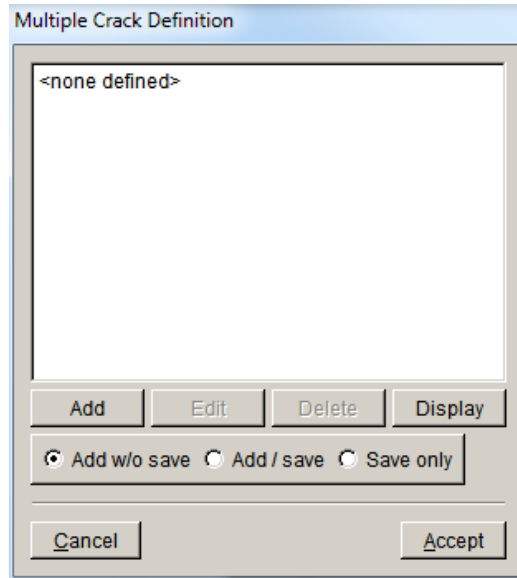 Multiple Crack Definition
<none defined>
Add Edit Delete Display
Add w/o save Add / save Save only
Cancel Accept